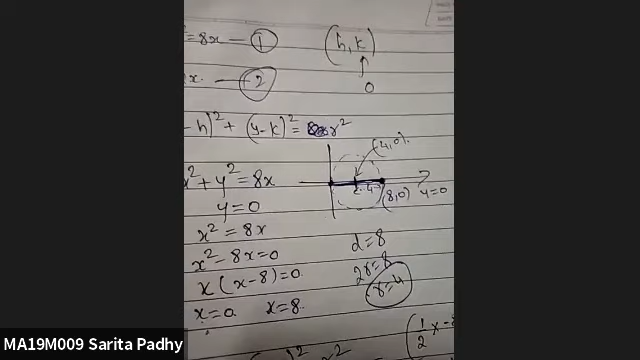 ²=8x — 1
(h, k)
x. — 2
0
- h)² + (y-k)² = r²
(4,0).
x² + y² = 8x
y=0
(8,0) y=0
x² = 8x
x² - 8x = 0
d=8
2r=8
x(x-8)=0
r=4
x=0. x=8.
MA19M009 Sarita Padhy